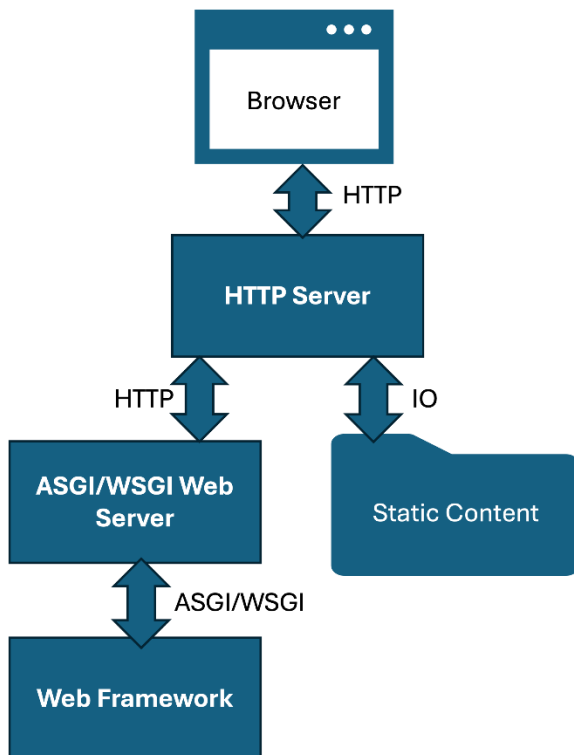 Browser
HTTP
HTTP Server
HTTP
IO
ASGI/WSGI Web
Server
Static Content
ASGI/WSGI
Web Framework